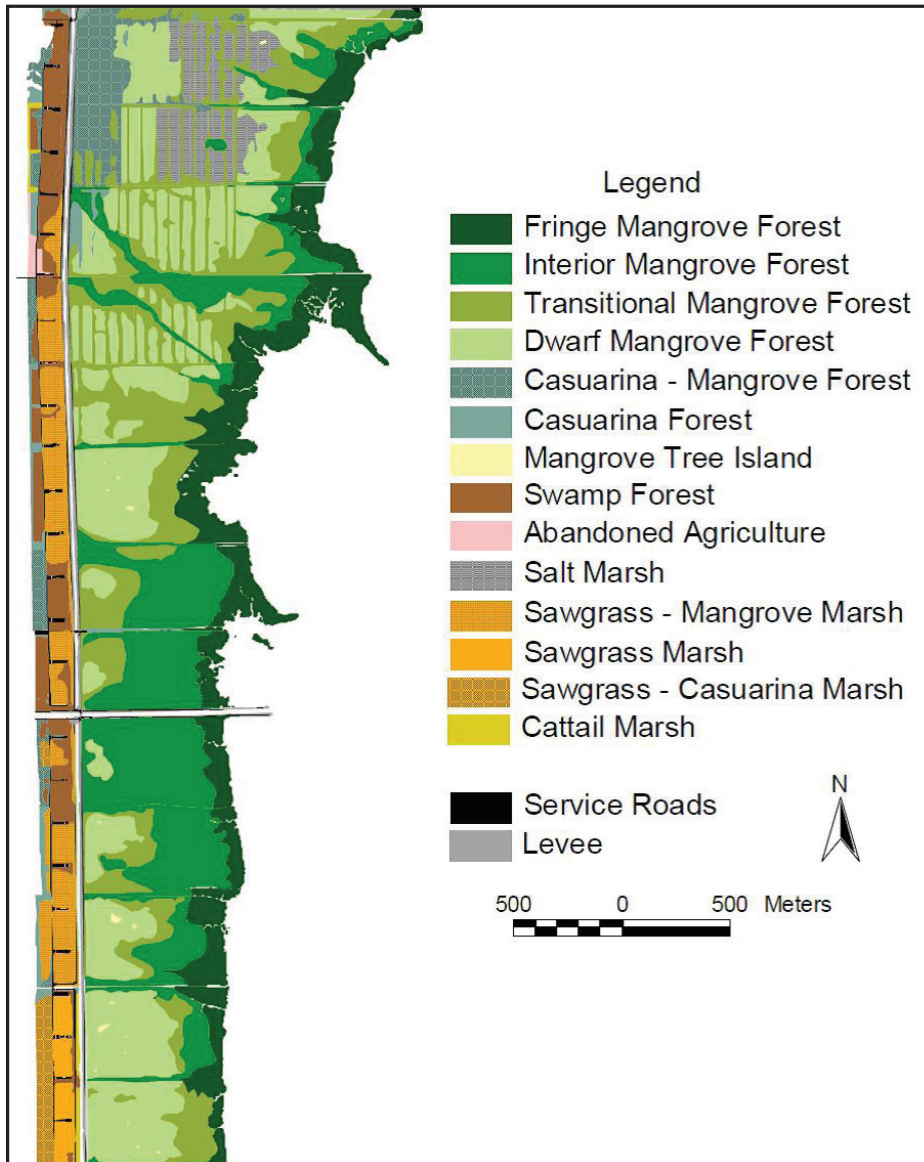 Legend
Fringe Mangrove Forest
Interior Mangrove Forest
Transitional Mangrove Forest
Dwarf Mangrove Forest
Casuarina - Mangrove Forest
Casuarina Forest
Mangrove Tree Island
Swamp Forest
Abandoned Agriculture
Salt Marsh
Sawgrass - Mangrove Marsh
Sawgrass Marsh
Sawgrass - Casuarina Marsh
Cattail Marsh
Service Roads
Levee
N
500 0 500 Meters